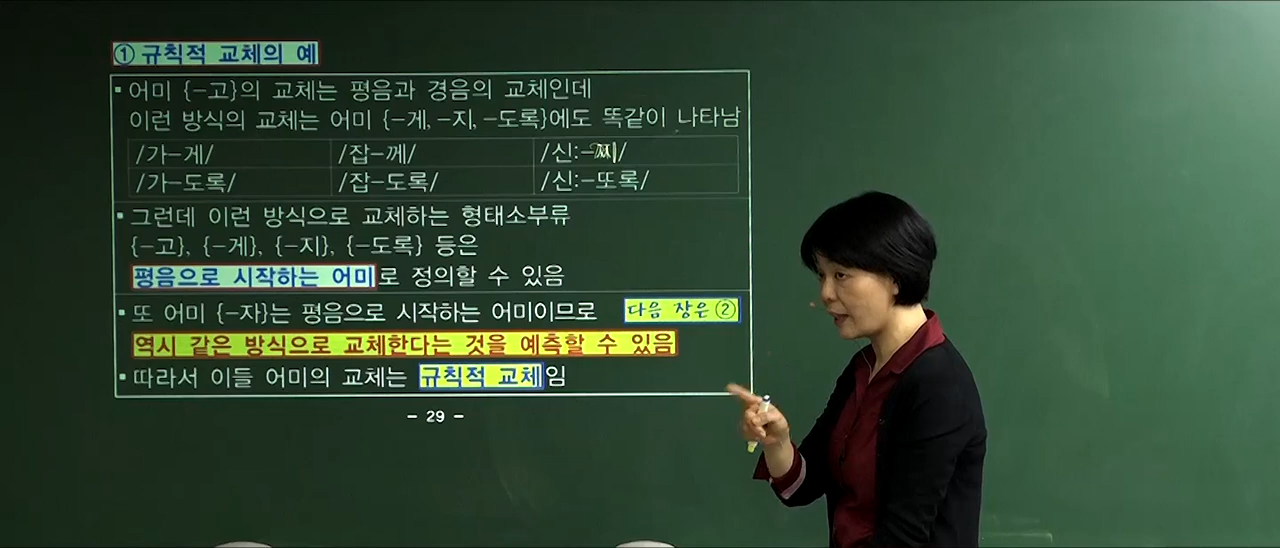 ① 규칙적 교체의 예
▪ 어미 {-고}의 교체는 평음과 경음의 교체인데
이런 방식의 교체는 어미 {-게, -지, -도록}에도 똑같이 나타남
/가-게/ /잡-께/ /신:-찌/
/가-도록/ /잡-도록/ /신:-또록/
▪ 그런데 이런 방식으로 교체하는 형태소부류
{-고}, {-게}, {-지}, {-도록} 등은
평음으로 시작하는 어미로 정의할 수 있음
▪ 또 어미 {-자}는 평음으로 시작하는 어미이므로 다음 장은 ②
역시 같은 방식으로 교체한다는 것을 예측할 수 있음
▪ 따라서 이들 어미의 교체는 규칙적 교체임
- 29 -